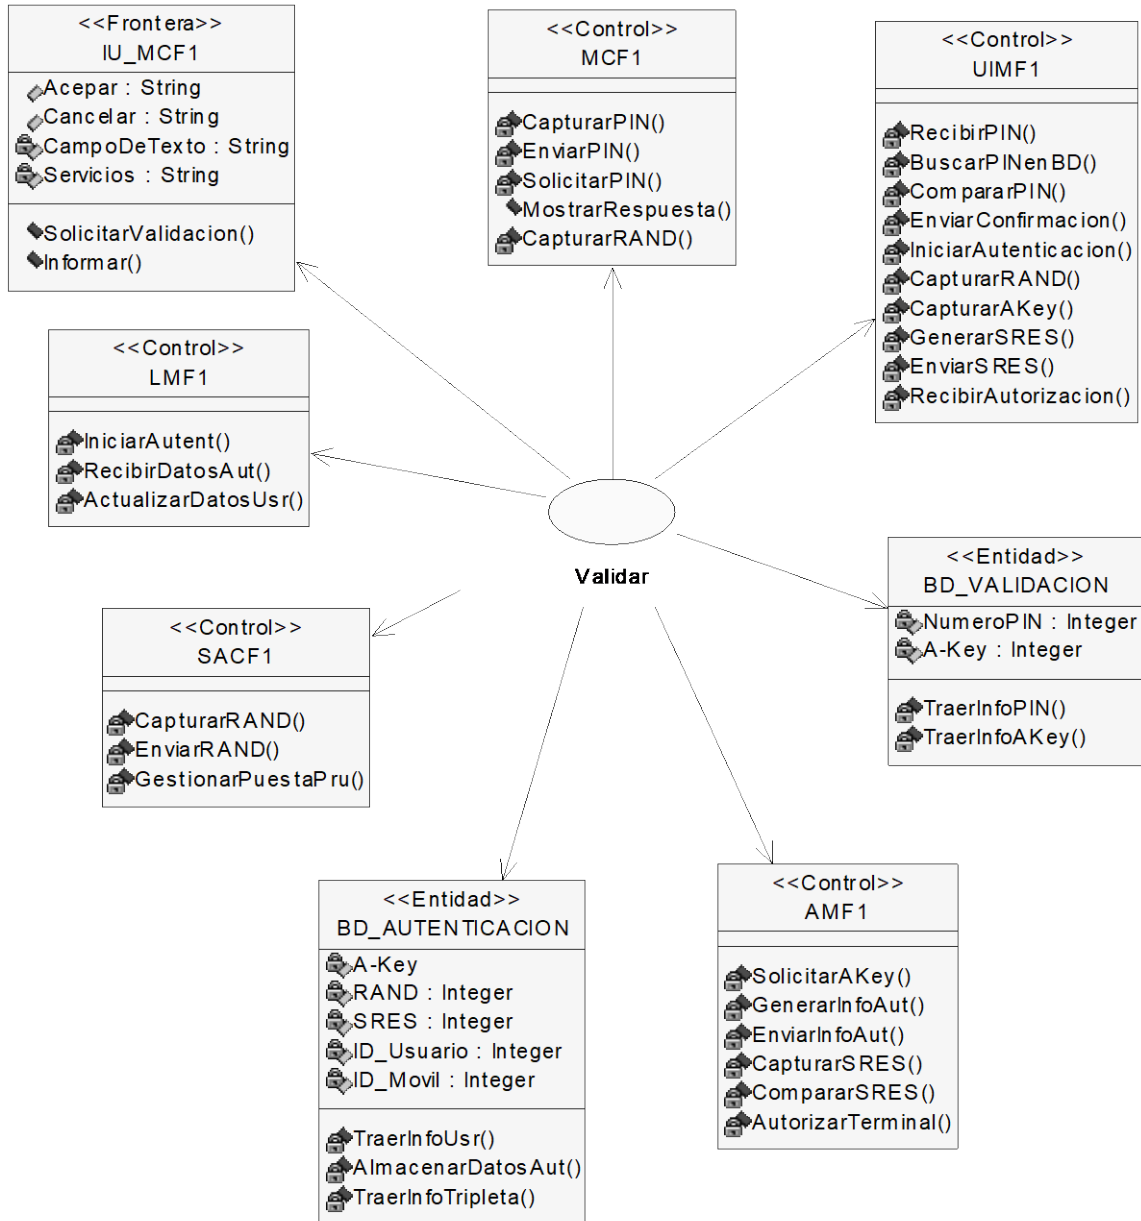 <<Frontera>>
IU_MCF1
Acepar : String
Cancelar : String
CampoDeTexto : String
Servicios : String
SolicitarValidacion()
Informar()
<<Control>>
MCF1
CapturarPIN()
EnviarPIN()
SolicitarPIN()
MostrarRespuesta()
CapturarRAND()
<<Control>>
UIMF1
RecibirPIN()
BuscarPINenBD()
CompararPIN()
EnviarConfirmacion()
IniciarAutenticacion()
CapturarRAND()
CapturarAKey()
GenerarSRES()
EnviarSRES()
RecibirAutorizacion()
<<Control>>
LMF1
IniciarAutent()
RecibirDatosAut()
ActualizarDatosUsr()
Validar
<<Entidad>>
BD_VALIDACION
NumeroPIN : Integer
A-Key : Integer
TraerInfoPIN()
TraerInfoAKey()
<<Control>>
SACF1
CapturarRAND()
EnviarRAND()
GestionarPuestaPru()
<<Entidad>>
BD_AUTENTICACION
A-Key
RAND : Integer
SRES : Integer
ID_Usuario : Integer
ID_Movil : Integer
TraerInfoUsr()
AlmacenarDatosAut()
TraerInfoTripleta()
<<Control>>
AMF1
SolicitarAKey()
GenerarInfoAut()
EnviarInfoAut()
CapturarSRES()
CompararSRES()
AutorizarTerminal()